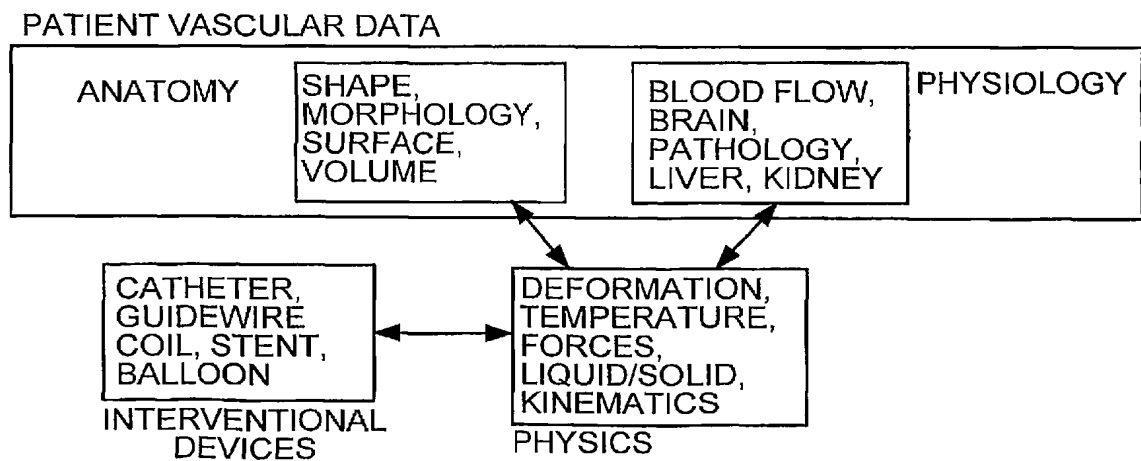 PATIENT VASCULAR DATA
ANATOMY
SHAPE,
MORPHOLOGY,
SURFACE,
VOLUME
BLOOD FLOW,
BRAIN,
PATHOLOGY,
LIVER, KIDNEY
PHYSIOLOGY
CATHETER,
GUIDEWIRE
COIL, STENT,
BALLOON
INTERVENTIONAL
DEVICES
DEFORMATION,
TEMPERATURE,
FORCES,
LIQUID/SOLID,
KINEMATICS
PHYSICS